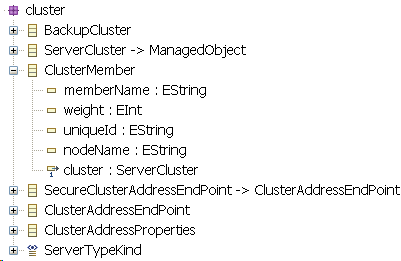 cluster
BackupCluster
ServerCluster -> ManagedObject
ClusterMember
memberName : EString
weight : EInt
uniqueId : EString
nodeName : EString
cluster : ServerCluster
SecureClusterAddressEndPoint -> ClusterAddressEndPoint
ClusterAddressEndPoint
ClusterAddressProperties
ServerTypeKind